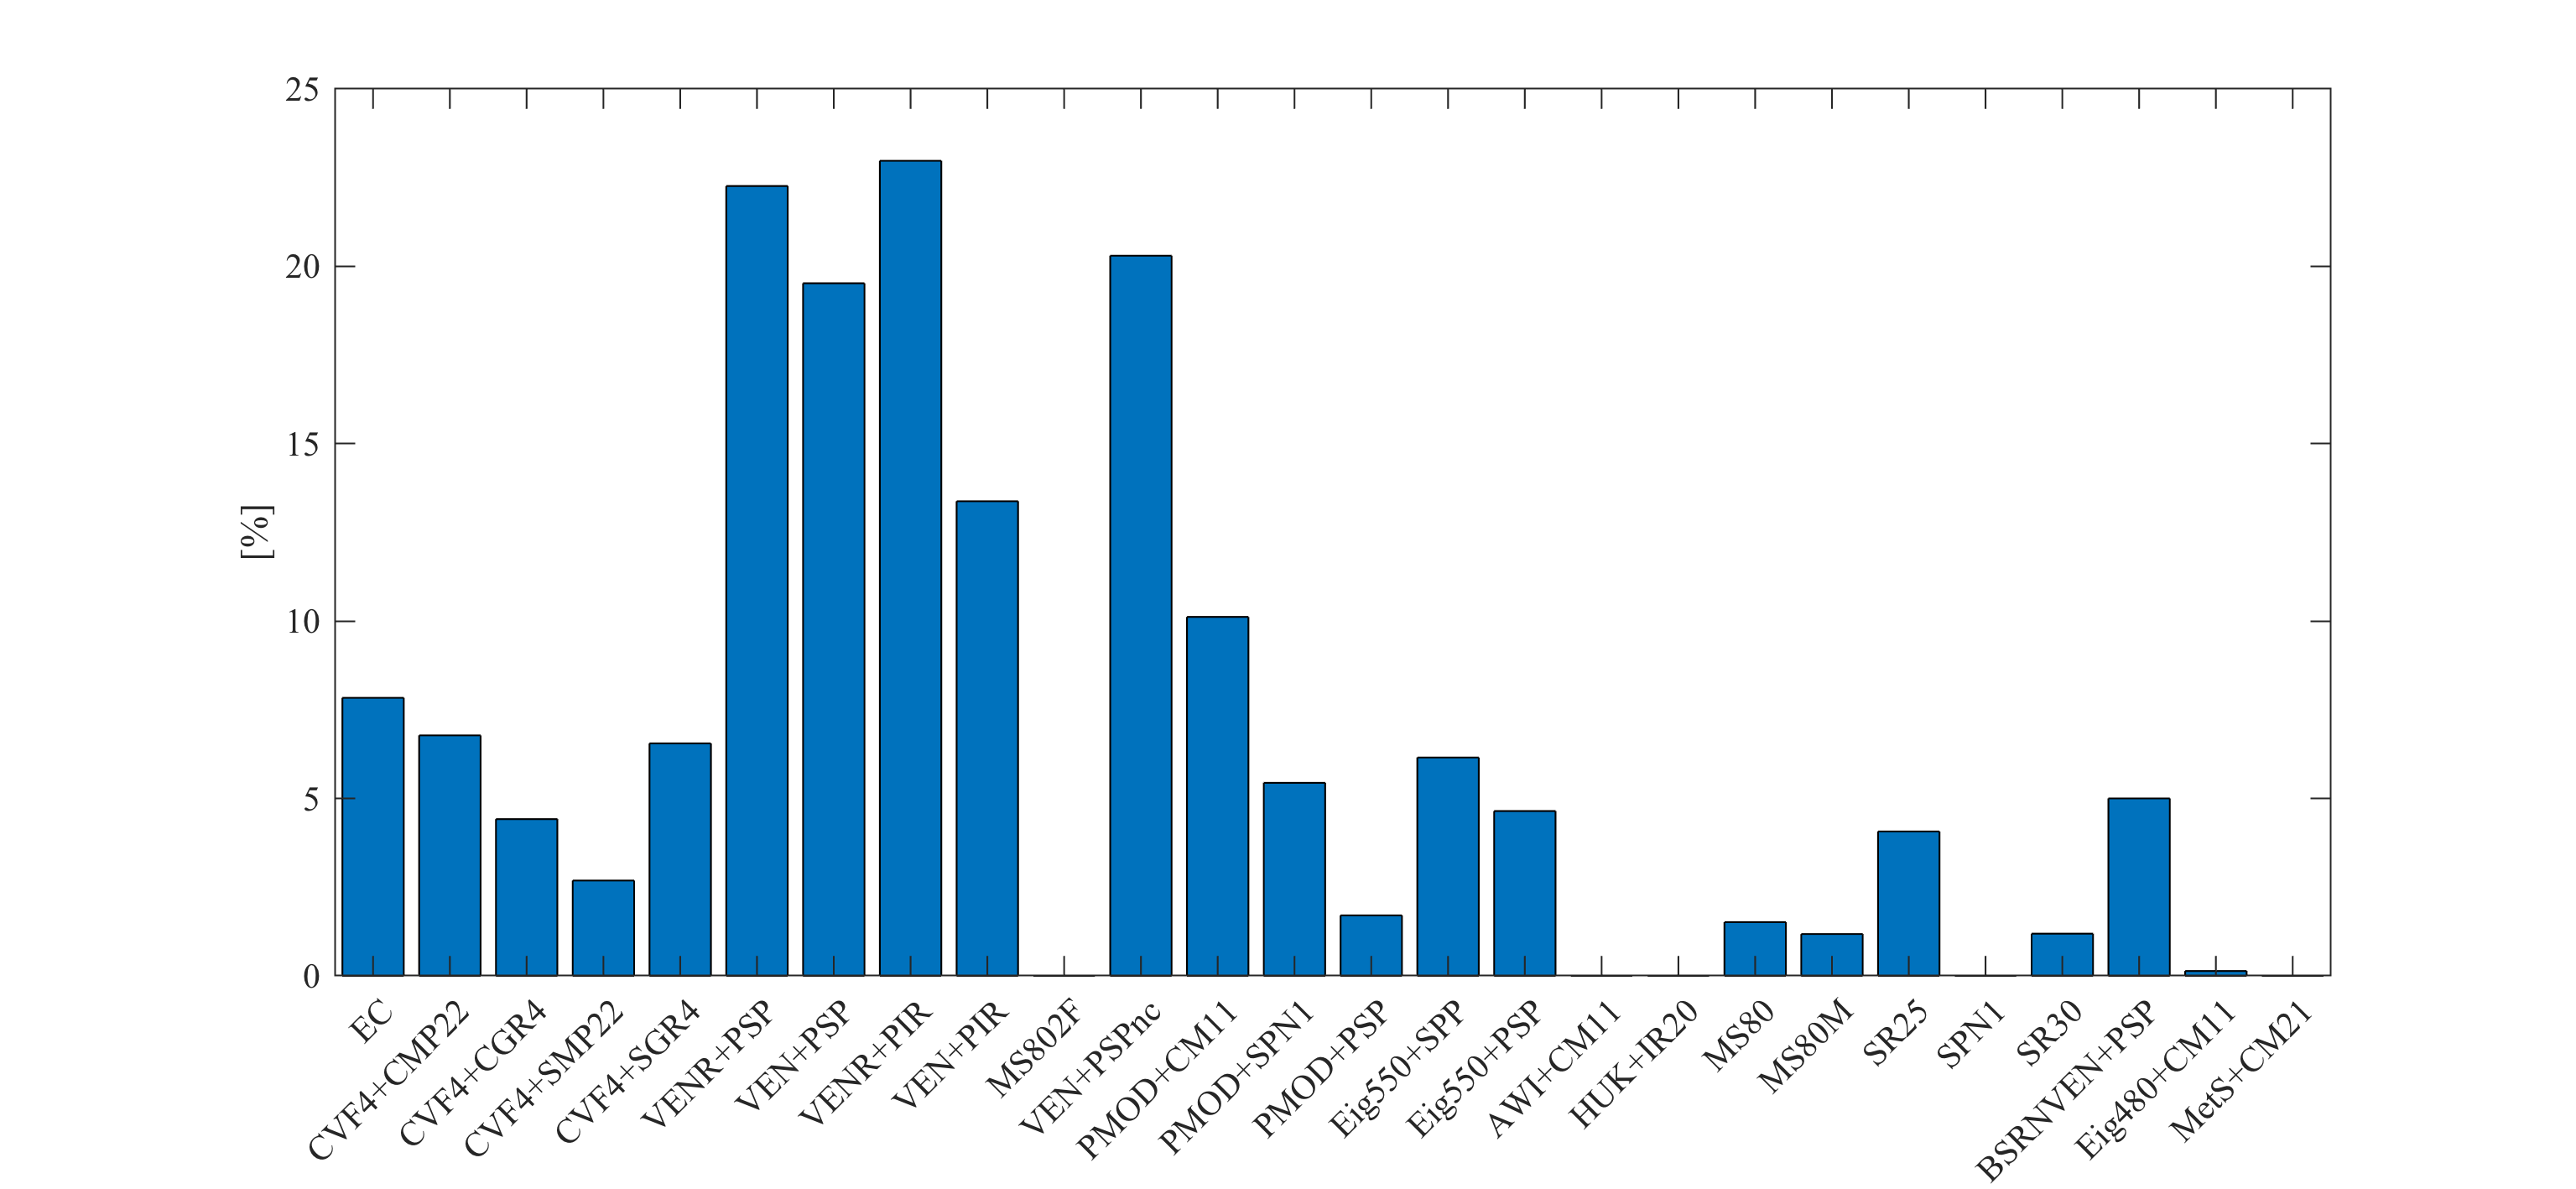 25
20
15
10
5
0
[%]
EC
CVF4+CMP22
CVF4+CGR4
CVF4+SMP22
CVF4+SGR4
VENR+PSP
VEN+PSP
VENR+PIR
VEN+PIR
MS802F
VEN+PSPnc
PMOD+CM11
PMOD+SPN1
PMOD+PSP
Eig550+SPP
Eig550+PSP
AWI+CM11
HUK+IR20
MS80
MS80M
SR25
SPN1
SR30
BSRNVEN+PSP
Eig480+CM11
MetS+CM21